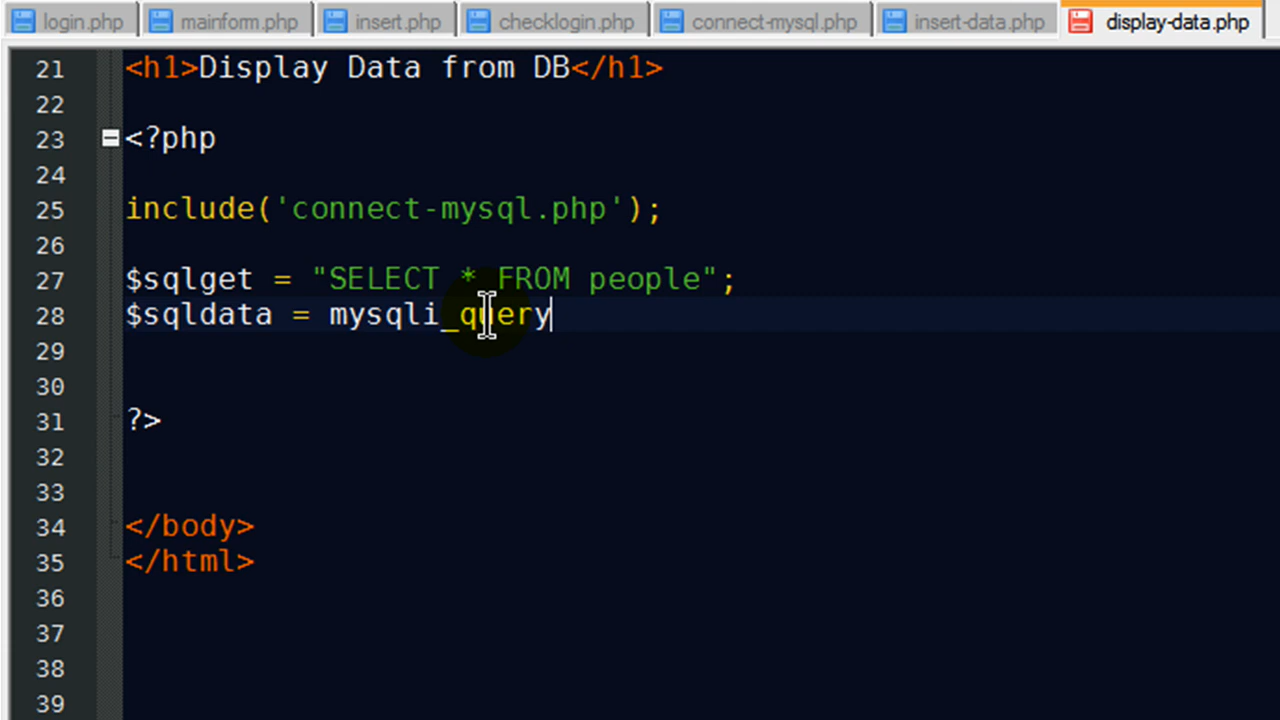 login.php mainform.php insert.php checklogin.php connect-mysql.php insert-data.php display-data.php
21 <h1>Display Data from DB</h1>
22
23 <?php
24
25 include('connect-mysql.php');
26
27 $sqlget = "SELECT * FROM people";
28 $sqldata = mysqli_query
29
30
31 ?>
32
33
34 </body>
35 </html>
36
37
38
39